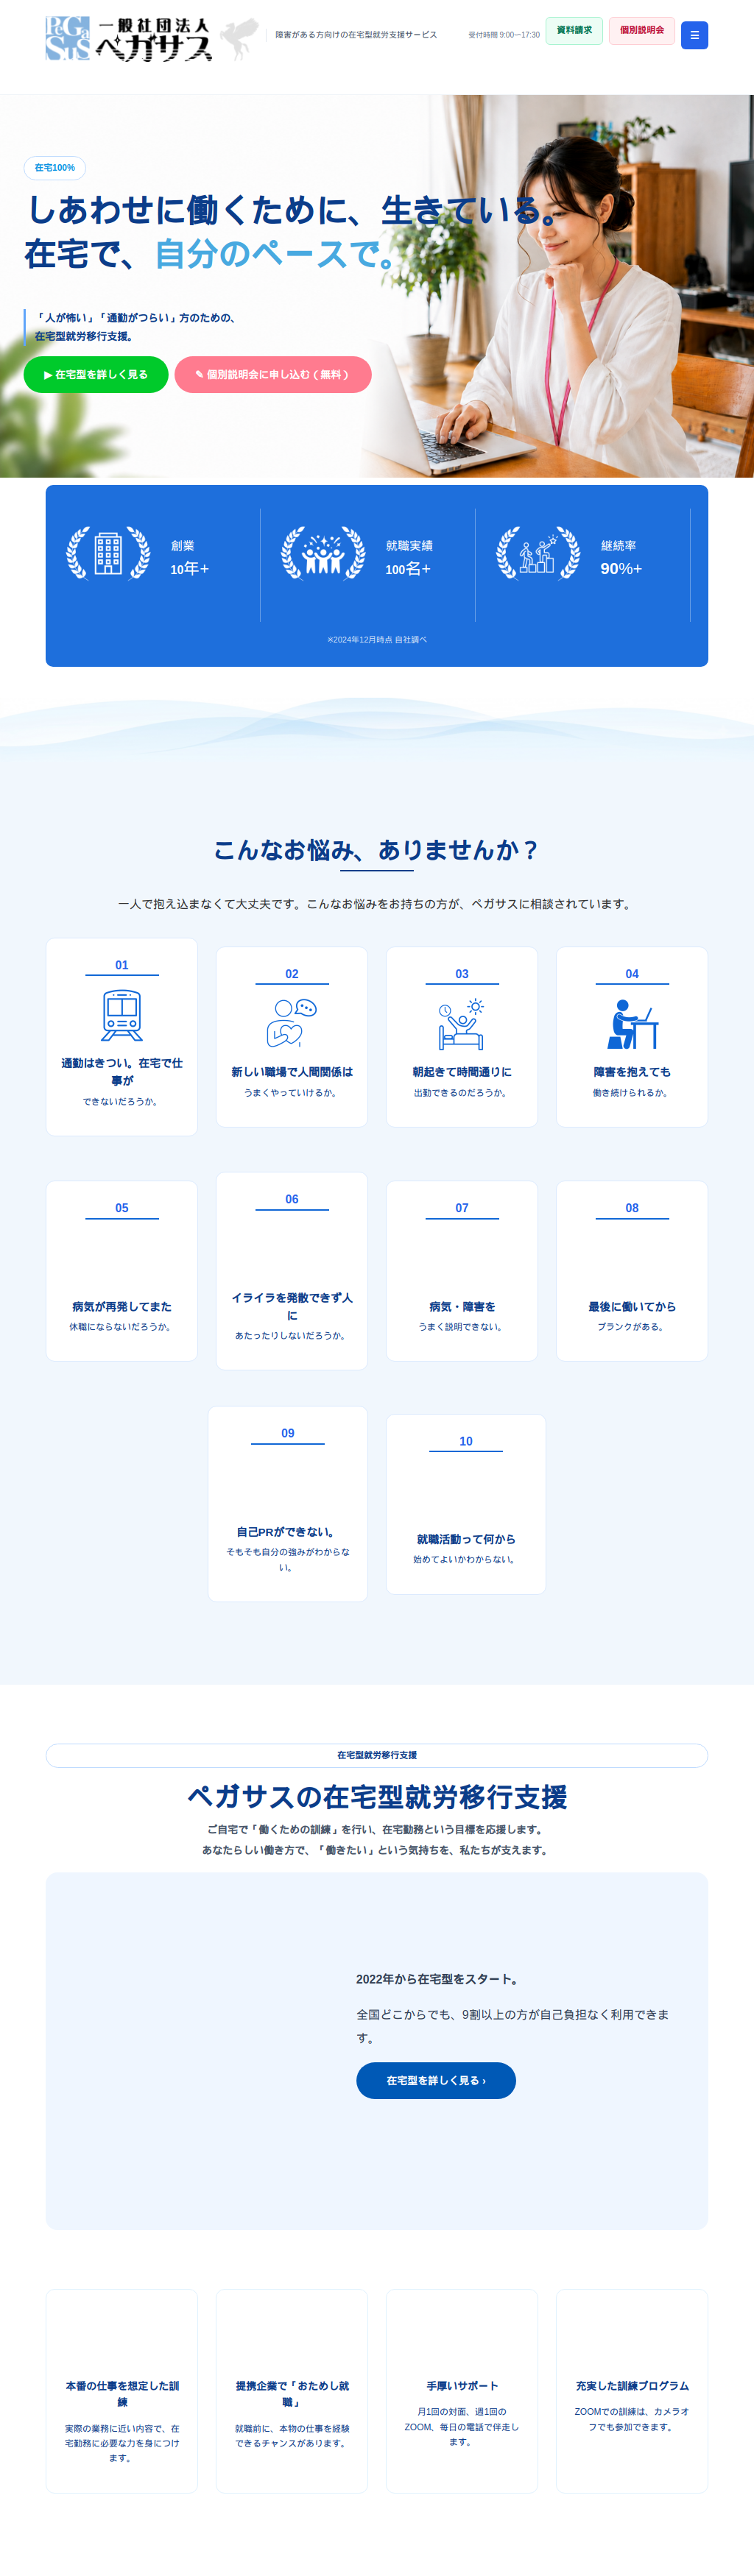 PGaSUS
一般社団法人
ペガサス
障害がある方向けの在宅型就労支援サービス
受付時間 9:00ー17:30
資料請求
個別説明会
在宅100%
しあわせに働くために、生きている。
在宅で、自分のペースで。
「人が怖い」「通勤がつらい」方のための、
在宅型就労移行支援。
▶ 在宅型を詳しく見る
✎ 個別説明会に申し込む（無料）
創業
10年+
就職実績
100名+
継続率
90%+
※2024年12月時点 自社調べ
こんなお悩み、ありませんか？
一人で抱え込まなくて大丈夫です。こんなお悩みをお持ちの方が、ペガサスに相談されています。
01
通勤はきつい。在宅で仕
事が
できないだろうか。
02
新しい職場で人間関係は
うまくやっていけるか。
03
朝起きて時間通りに
出勤できるのだろうか。
04
障害を抱えても
働き続けられるか。
05
病気が再発してまた
休職にならないだろうか。
06
イライラを発散できず人
に
あたったりしないだろうか。
07
病気・障害を
うまく説明できない。
08
最後に働いてから
ブランクがある。
09
自己PRができない。
そもそも自分の強みがわからな
い。
10
就職活動って何から
始めてよいかわからない。
在宅型就労移行支援
ペガサスの在宅型就労移行支援
ご自宅で「働くための訓練」を行い、在宅勤務という目標を応援します。
あなたらしい働き方で、「働きたい」という気持ちを、私たちが支えます。
2022年から在宅型をスタート。
全国どこからでも、9割以上の方が自己負担なく利用できま
す。
在宅型を詳しく見る ›
本番の仕事を想定した訓
練
実際の業務に近い内容で、在
宅勤務に必要な力を身につけ
ます。
提携企業で「おためし就
職」
就職前に、本物の仕事を経験
できるチャンスがあります。
手厚いサポート
月1回の対面、週1回の
ZOOM、毎日の電話で伴走し
ます。
充実した訓練プログラム
ZOOMでの訓練は、カメラオ
フでも参加できます。